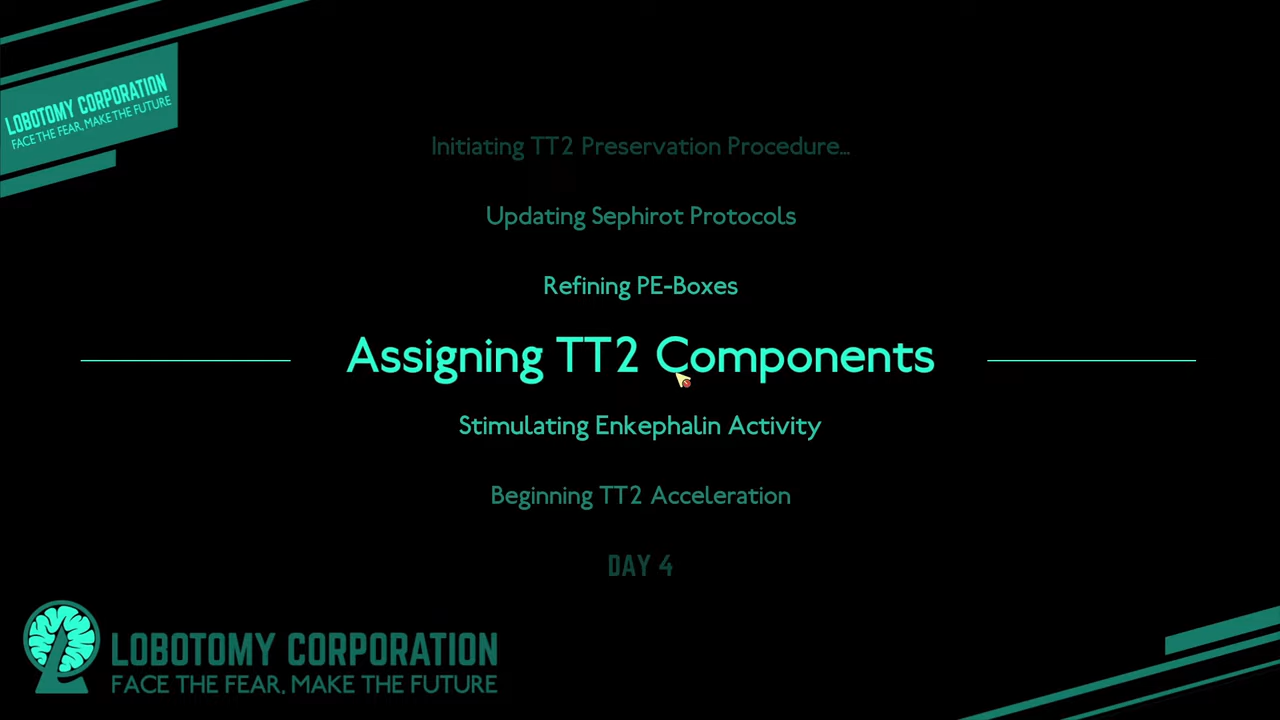 LOBOTOMY CORPORATION
FACE THE FEAR, MAKE THE FUTURE
Initiating TT2 Preservation Procedure...
Updating Sephirot Protocols
Refining PE-Boxes
Assigning TT2 Components
Stimulating Enkephalin Activity
Beginning TT2 Acceleration
DAY 4
LOBOTOMY CORPORATION
FACE THE FEAR, MAKE THE FUTURE